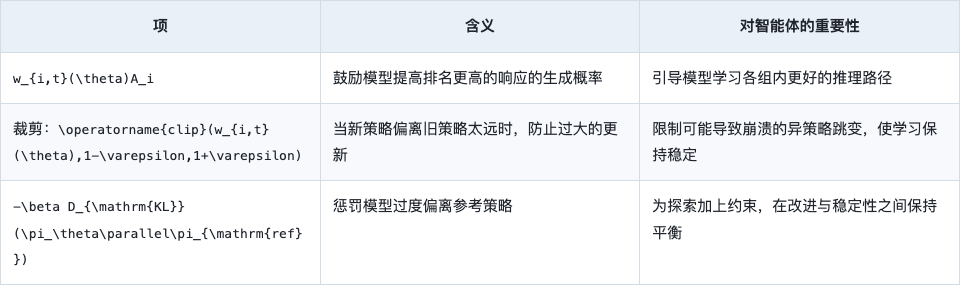 项
含义
对智能体的重要性
w_{i,t}(\theta)A_i
鼓励模型提高排名更高的响应的生成概率
引导模型学习各组内更好的推理路径
裁剪：\operatorname{clip}(w_{i,t}
(\theta),1-\varepsilon,1+\varepsilon)
当新策略偏离旧策略太远时，防止过大的更
新
限制可能导致崩溃的异策略跳变，使学习保
持稳定
-\beta D_{\mathrm{KL}}
(\pi_\theta\parallel\pi_{\mathrm{ref}
})
惩罚模型过度偏离参考策略
为探索加上约束，在改进与稳定性之间保持
平衡